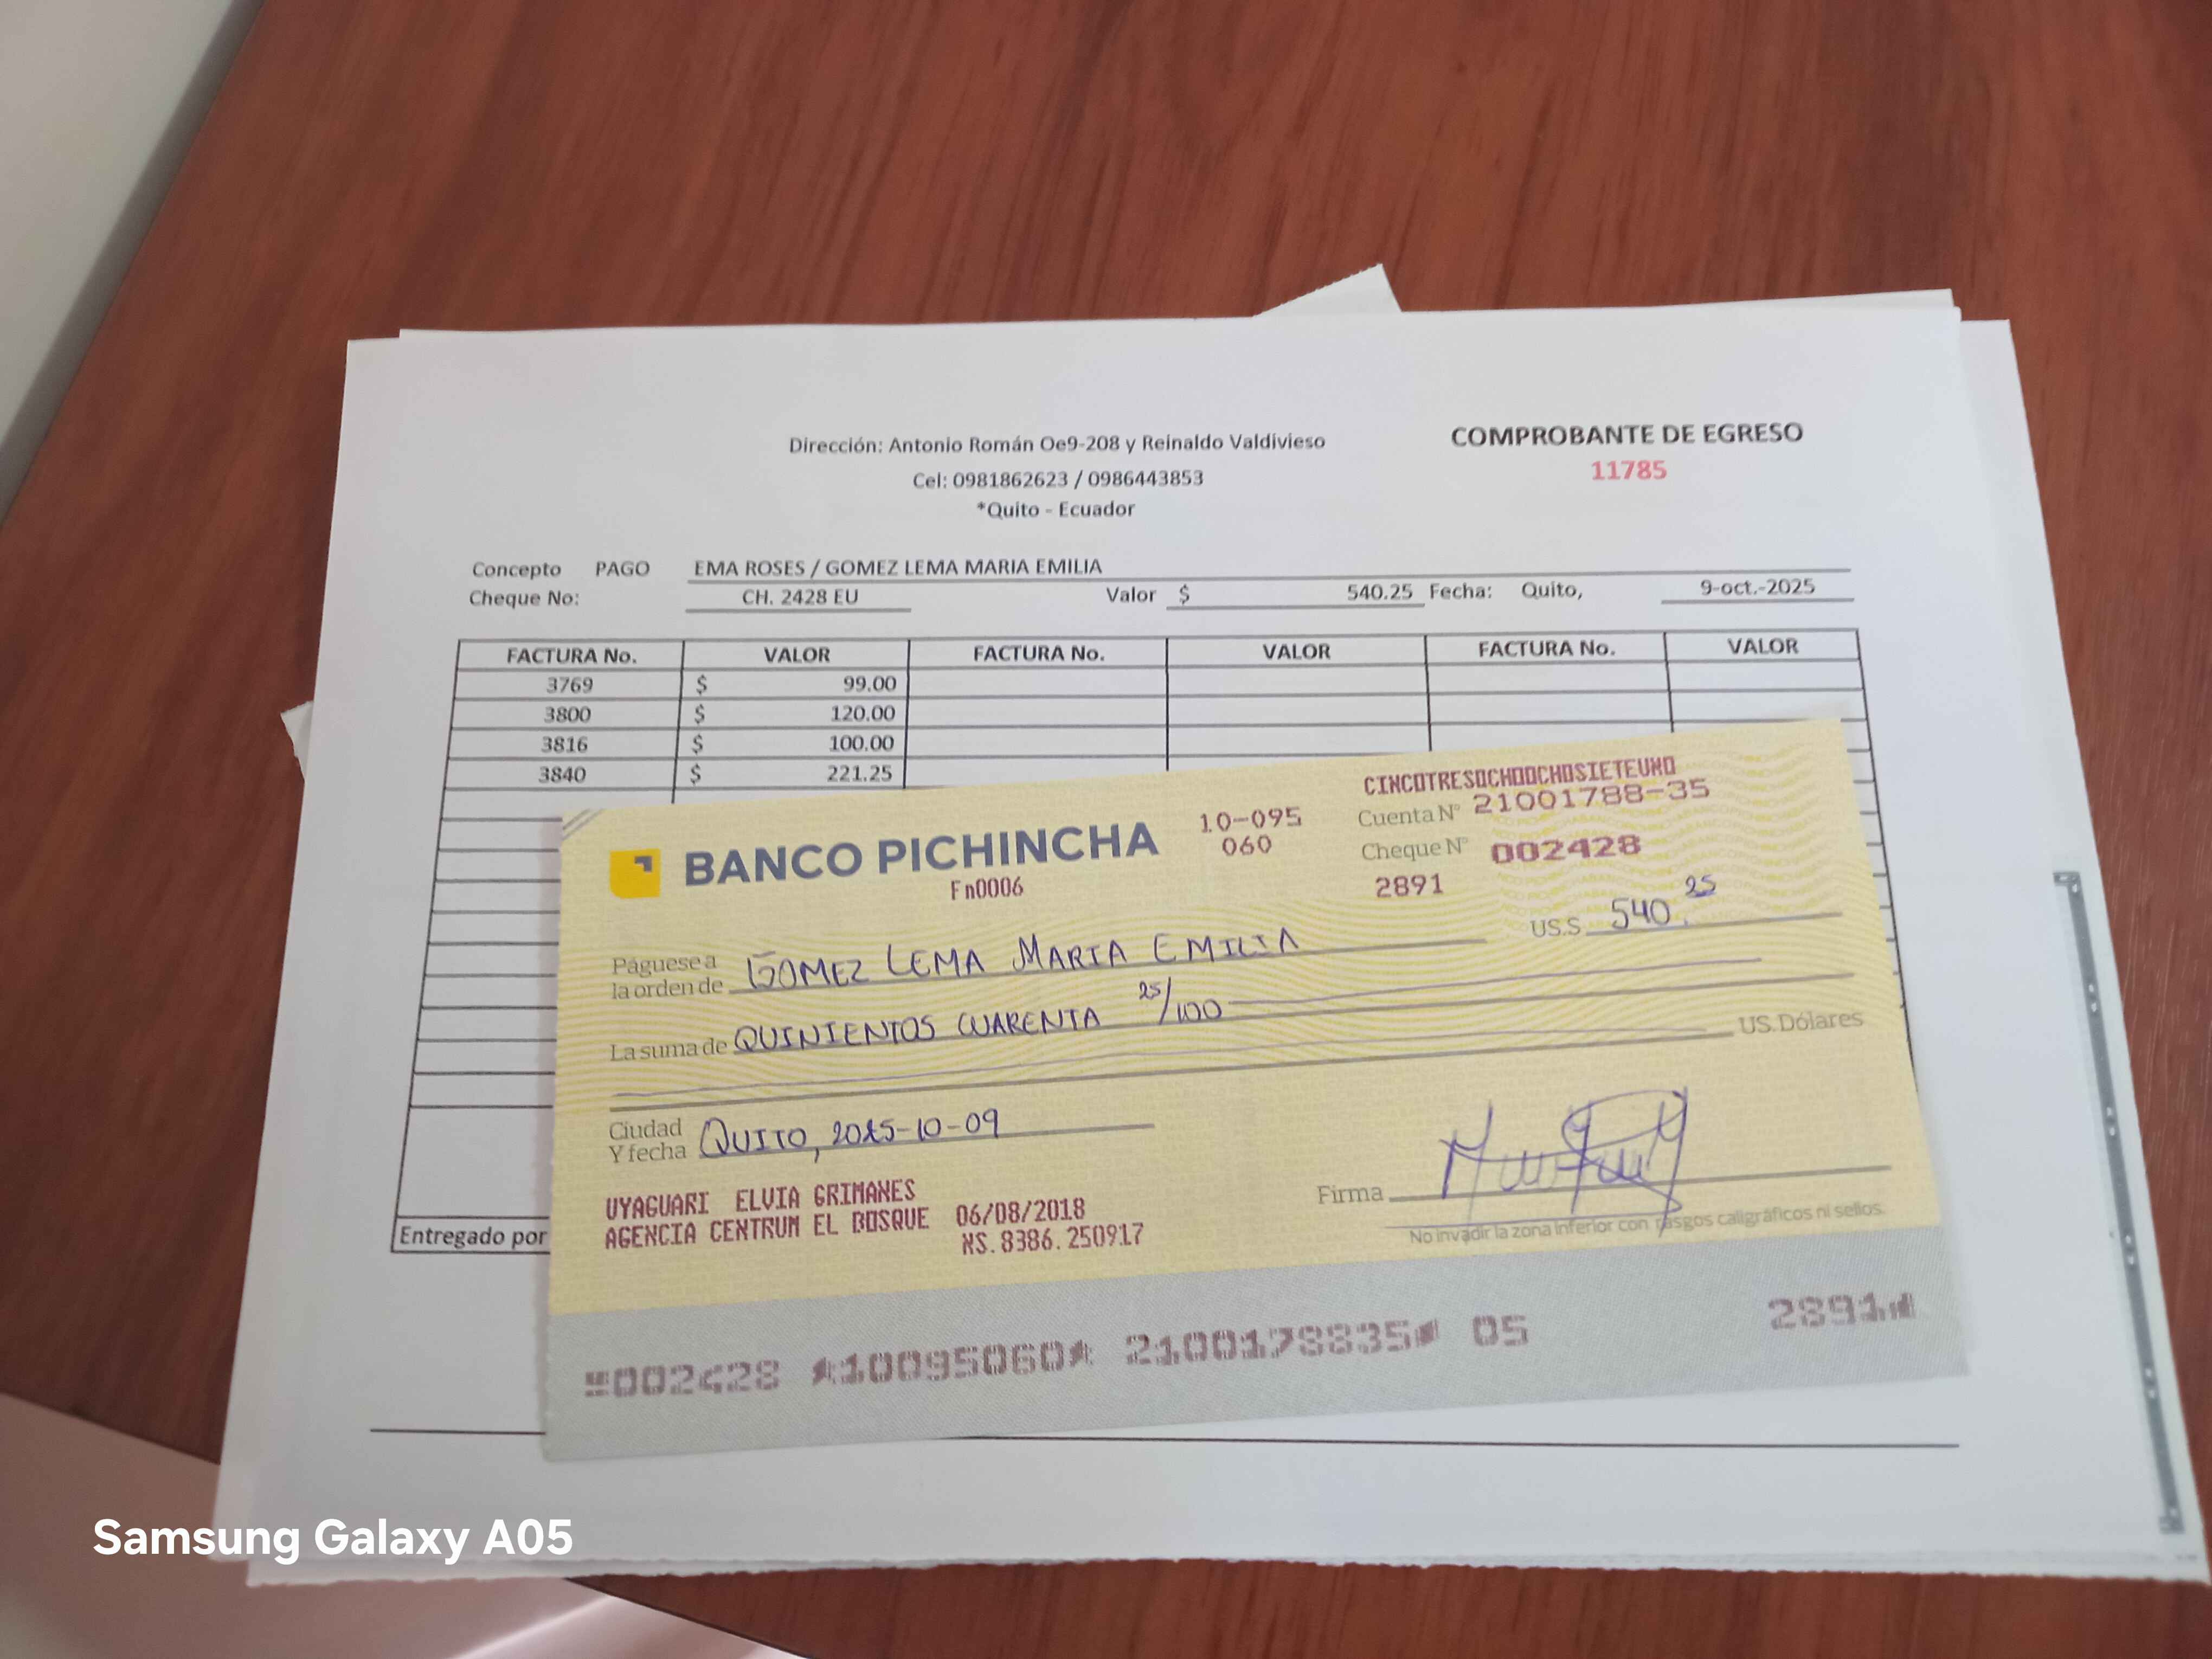 Dirección: Antonio Román Oe9-208 y Reinaldo Valdivieso
Cel: 0981862623 / 0986443853
*Quito - Ecuador
COMPROBANTE DE EGRESO
11785
Concepto PAGO EMA ROSES / GOMEZ LEMA MARIA EMILIA
Cheque No: CH. 2428 EU Valor $ 540.25 Fecha: Quito, 9-oct.-2025
FACTURA No. VALOR FACTURA No. VALOR FACTURA No. VALOR
3769 $ 99.00
3800 $ 120.00
3816 $ 100.00
3840 $ 221.25
Entregado por
BANCO PICHINCHA
Fn0006
10-095
060
CINCOTRESOCHOOCHOSIETEUNO
Cuenta N° 21001788-35
Cheque N° 002428
2891
US.$ 540.25
Páguese a
la orden de GOMEZ LEMA MARIA EMILIA
La suma de QUINIENTOS CUARENTA 25/100
US. Dólares
Ciudad
Y fecha QUITO, 2025-10-09
UYAGUARI ELVIA GRIMANES
AGENCIA CENTRUM EL BOSQUE 06/08/2018
NS.8386.250917
Firma
No invadir la zona inferior con rasgos caligráficos ni sellos.
002428 10095060 2100178835 05 2891
Samsung Galaxy A05